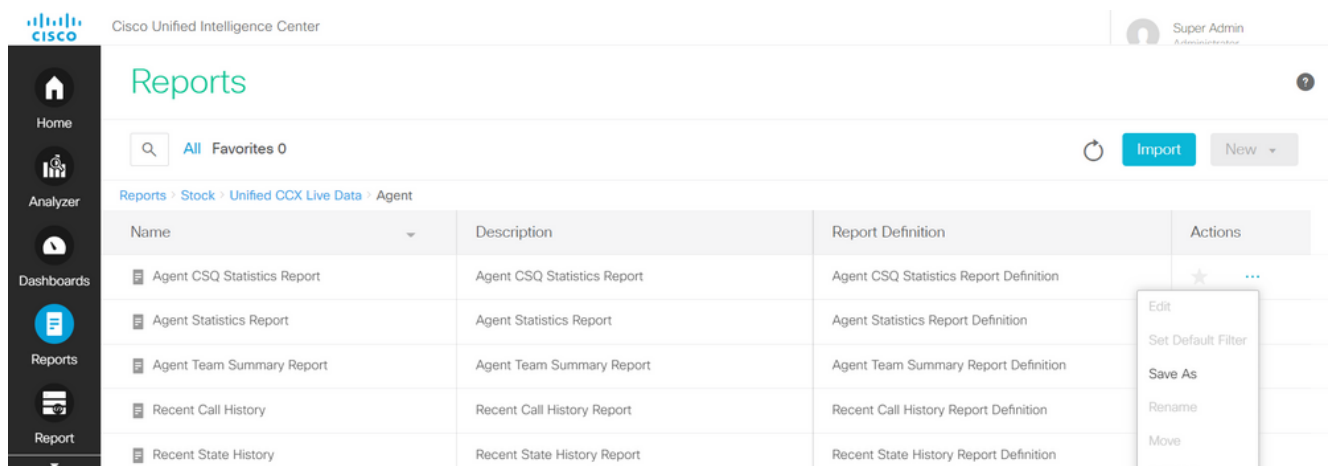 CISCO
Cisco Unified Intelligence Center
Super Admin
Administrator
Home
Analyzer
Dashboards
Reports
Report
Reports
All Favorites 0
Import
New
Reports > Stock > Unified CCX Live Data > Agent
Name Description Report Definition Actions
Agent CSQ Statistics Report Agent CSQ Statistics Report Agent CSQ Statistics Report Definition
Agent Statistics Report Agent Statistics Report Agent Statistics Report Definition
Agent Team Summary Report Agent Team Summary Report Agent Team Summary Report Definition
Recent Call History Recent Call History Report Recent Call History Report Definition
Recent State History Recent State History Report Recent State History Report Definition
Edit
Set Default Filter
Save As
Rename
Move